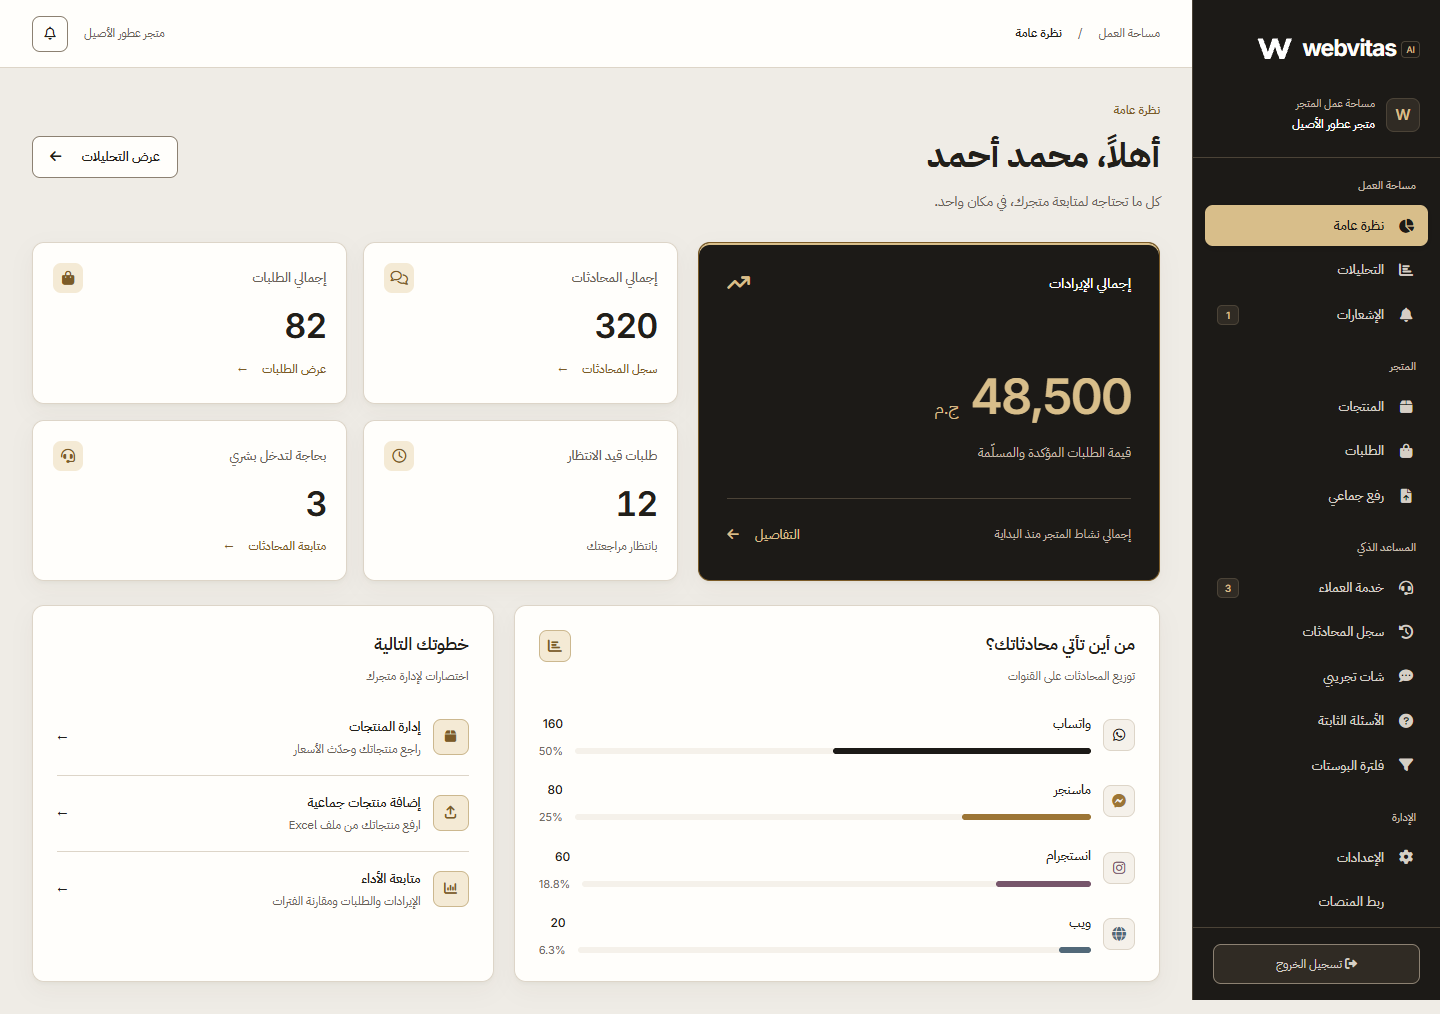 webvitas AI
W
مساحة عمل المتجر
متجر عطور الأصيل
مساحة العمل
نظرة عامة
التحليلات
الإشعارات 1
المتجر
المنتجات
الطلبات
رفع جماعي
المساعد الذكي
خدمة العملاء 3
سجل المحادثات
شات تجريبي
الأسئلة الثابتة
فلترة البوستات
الإدارة
الإعدادات
ربط المنصات
تسجيل الخروج
مساحة العمل / نظرة عامة
متجر عطور الأصيل
نظرة عامة
أهلاً، محمد أحمد
كل ما تحتاجه لمتابعة متجرك، في مكان واحد.
عرض التحليلات ←
إجمالي الإيرادات
48,500 ج.م
قيمة الطلبات المؤكدة والمسلّمة
إجمالي نشاط المتجر منذ البداية
التفاصيل ←
إجمالي المحادثات
320
سجل المحادثات ←
إجمالي الطلبات
82
عرض الطلبات ←
طلبات قيد الانتظار
12
بانتظار مراجعتك
بحاجة لتدخل بشري
3
متابعة المحادثات ←
من أين تأتي محادثاتك؟
توزيع المحادثات على القنوات
واتساب 160
50%
ماسنجر 80
25%
انستجرام 60
18.8%
ويب 20
6.3%
خطوتك التالية
اختصارات لإدارة متجرك
إدارة المنتجات
راجع منتجاتك وحدّث الأسعار
←
إضافة منتجات جماعية
ارفع منتجاتك من ملف Excel
←
متابعة الأداء
الإيرادات والطلبات ومقارنة الفترات
←